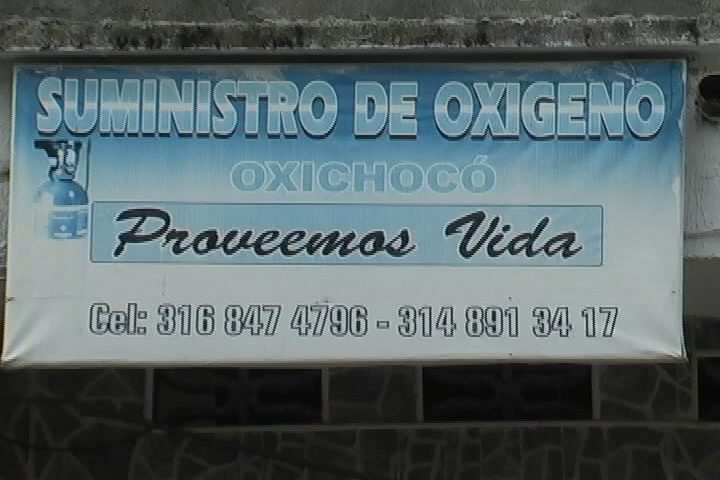 SUMINISTRO DE OXIGENO
OXICHOCÓ
Proveemos Vida
Cel: 316 847 4796 - 314 891 34 17